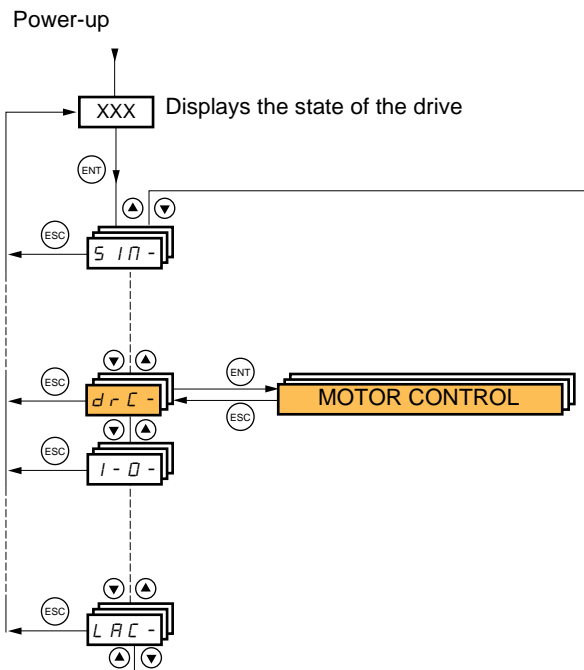 Power-up
XXX
Displays the state of the drive
ENT
ESC
SIM-
ESC
drC-
ENT
ESC
MOTOR CONTROL
ESC
I-O-
ESC
LAC-